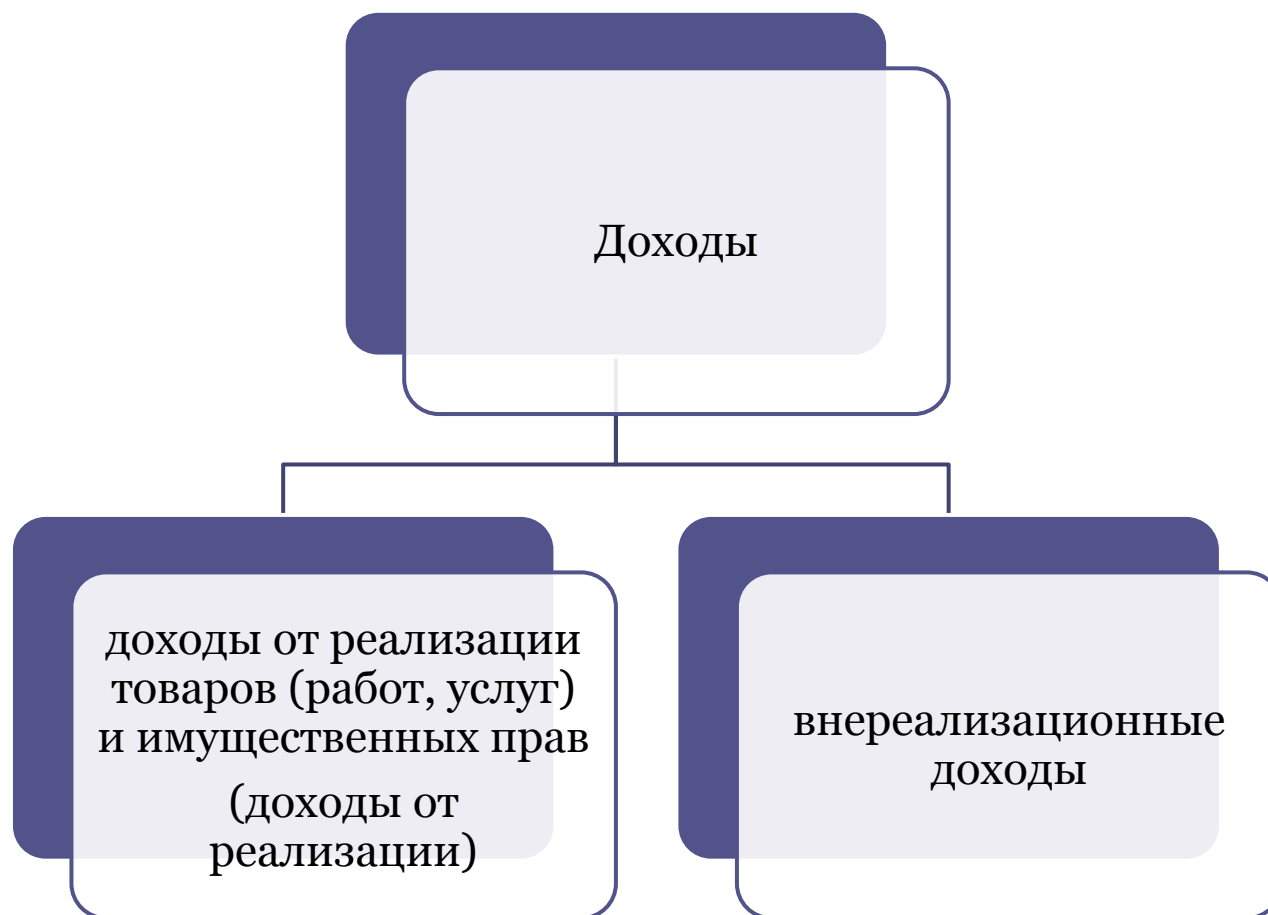 Доходы
доходы от реализации
товаров (работ, услуг)
и имущественных прав
(доходы от
реализации)
внереализационные
доходы